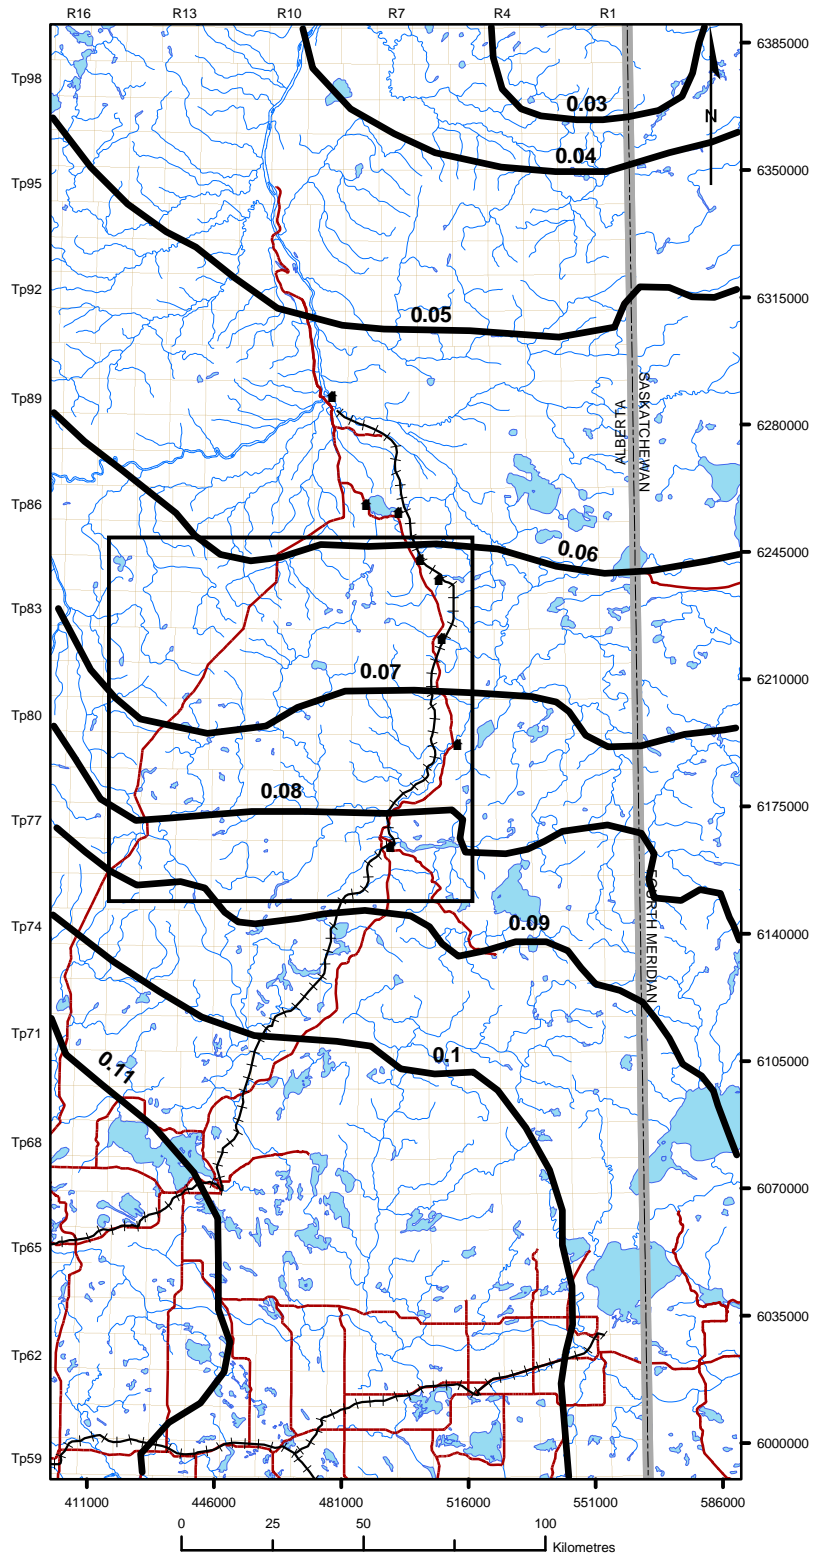 R16 R13 R10 R7 R4 R1
6385000
Tp98
0.03
N
0.04
6350000
Tp95
Tp92
6315000
0.05
Tp89
ALBERTA
SASKATCHEWAN
6280000
Tp86
0.06
6245000
Tp83
0.07
6210000
Tp80
0.08
6175000
Tp77
FOURTH MERIDIAN
0.09
Tp74
6140000
Tp71
0.1
0.11
6105000
Tp68
6070000
Tp65
6035000
Tp62
6000000
Tp59
411000 446000 481000 516000 551000 586000
0 25 50 100
Kilometres